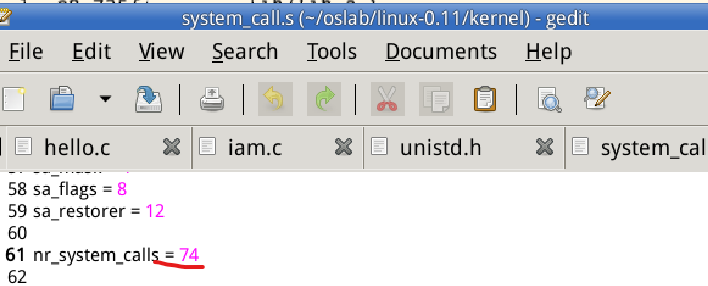 system_call.s (~/oslab/linux-0.11/kernel) - gedit
File Edit View Search Tools Documents Help
hello.c iam.c unistd.h system_cal
58 sa_flags = 8
59 sa_restorer = 12
60
61 nr_system_calls = 74
62